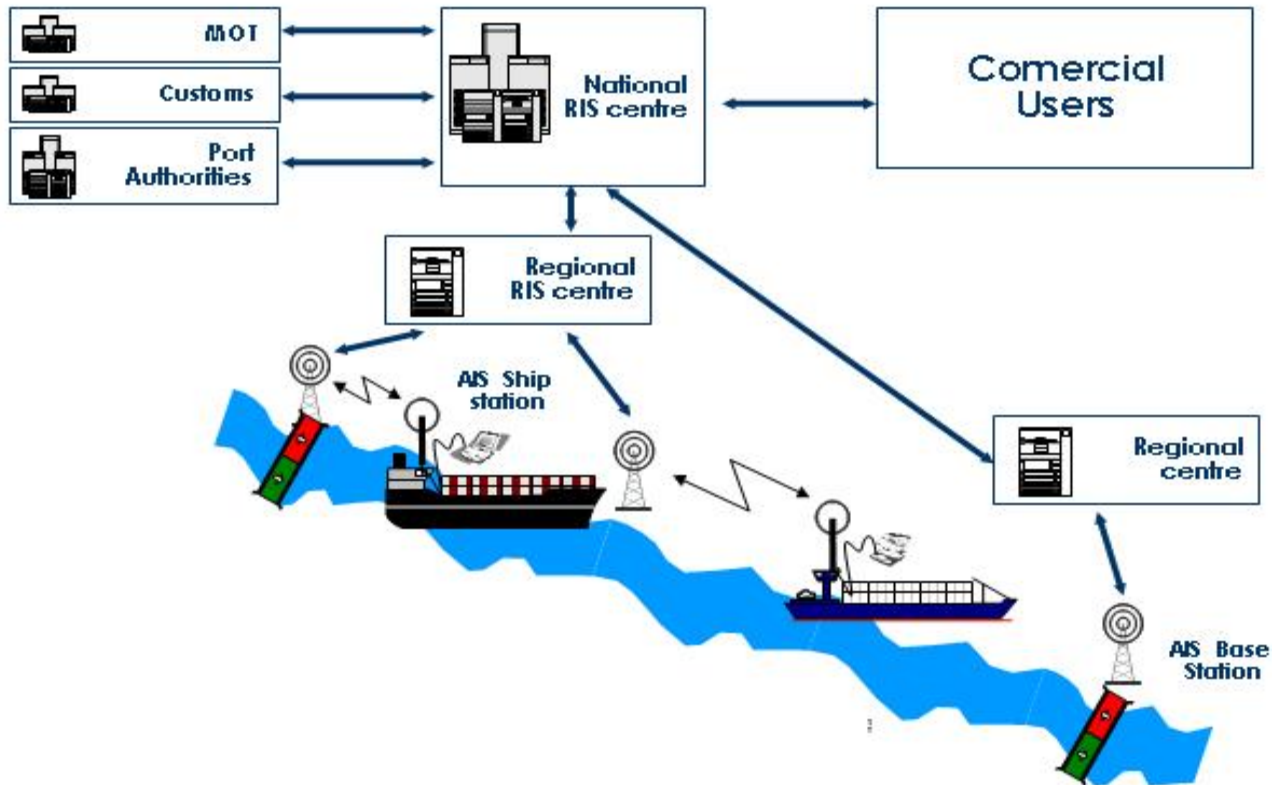 MOT
Customs
Port
Authorities
National
RIS centre
Comercial
Users
Regional
RIS centre
AIS Ship
station
Regional
centre
AIS Base
Station